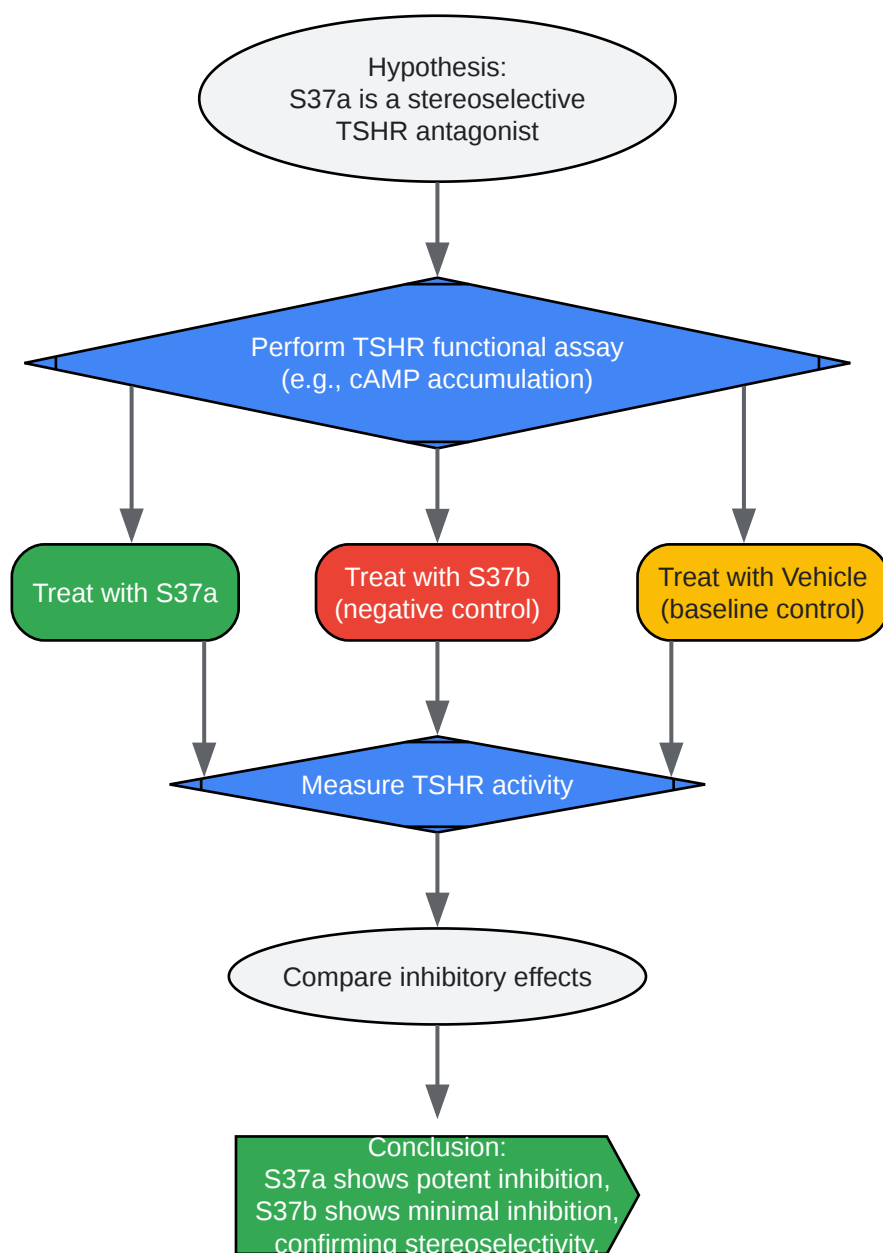 Hypothesis:
S37a is a stereoselective
TSHR antagonist
Perform TSHR functional assay
(e.g., cAMP accumulation)
Treat with S37a
Treat with S37b
(negative control)
Treat with Vehicle
(baseline control)
Measure TSHR activity
Compare inhibitory effects
Conclusion:
S37a shows potent inhibition,
S37b shows minimal inhibition,
confirming stereoselectivity.